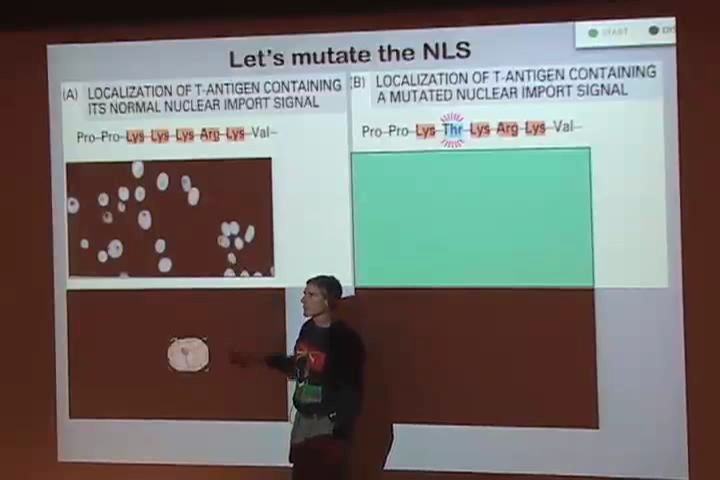 Let's mutate the NLS
START
(A) LOCALIZATION OF T-ANTIGEN CONTAINING
ITS NORMAL NUCLEAR IMPORT SIGNAL
Pro–Pro–Lys–Lys–Lys–Arg–Lys–Val–
(B) LOCALIZATION OF T-ANTIGEN CONTAINING
A MUTATED NUCLEAR IMPORT SIGNAL
Pro–Pro–Lys–Thr–Lys–Arg–Lys–Val–